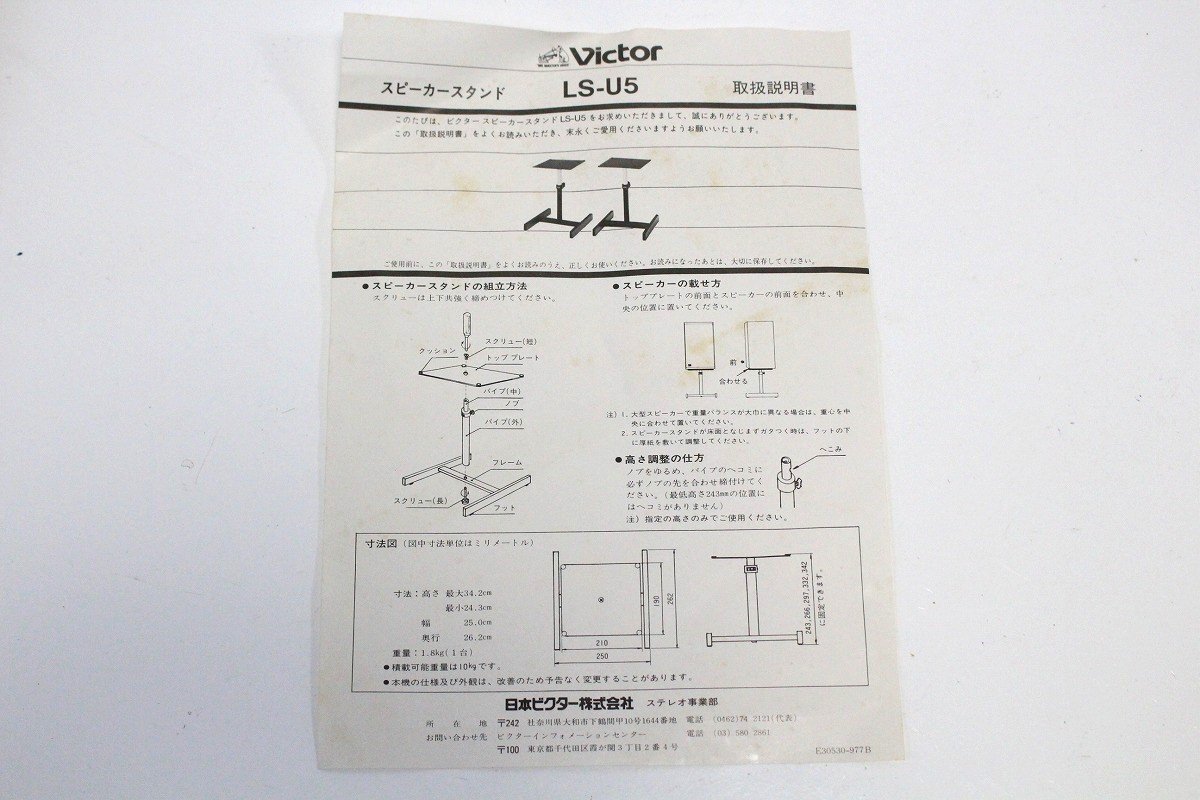 Victor
スピーカースタンド LS-U5 取扱説明書
このたびは、ビクター スピーカースタンドLS-U5をお求めいただきまして、誠にありがとうございます。
この「取扱説明書」をよくお読みいただき、末永くご愛用くださいますようお願いいたします。
ご使用前に、この「取扱説明書」をよくお読みのうえ、正しくお使いください。お読みになったあとは、大切に保存してください。
●スピーカースタンドの組立方法
スクリューは上下共強く締めつけてください。
スクリュー(短)
クッション
トッププレート
パイプ(中)
ノブ
パイプ(外)
フレーム
スクリュー(長)
フット
●スピーカーの載せ方
トッププレートの前面とスピーカーの前面を合わせ、中
央の位置に置いてください。
前
合わせる
注) 1. 大型スピーカーで重量バランスが大巾に異なる場合は、重心を中
央に合わせて置いてください。
2. スピーカースタンドが床面となじまずガタつく時は、フットの下
に厚紙を敷いて調整してください。
●高さ調整の仕方
へこみ
ノブをゆるめ、パイプのヘコミに
必ずノブの先を合わせ締付けてく
ださい。(最低高さ243mmの位置に
はヘコミがありません)
注) 指定の高さのみでご使用ください。
寸法図(図中寸法単位はミリメートル)
寸法:高さ 最大34.2cm
最小24.3cm
幅 25.0cm
奥行 26.2cm
重量:1.8kg(1台)
●積載可能重量は10kgです。
●本機の仕様及び外観は、改善のため予告なく変更することがあります。
190
262
210
250
243,266,297,332,342
に固定できます。
日本ビクター株式会社 ステレオ事業部
所在地 〒242 神奈川県大和市下鶴間甲10号1644番地 電話 (0462)74 2121(代表)
お問い合わせ先 ビクターインフォメーションセンター 電話 (03)580 2861
〒100 東京都千代田区霞が関3丁目2番4号
E30530-977B